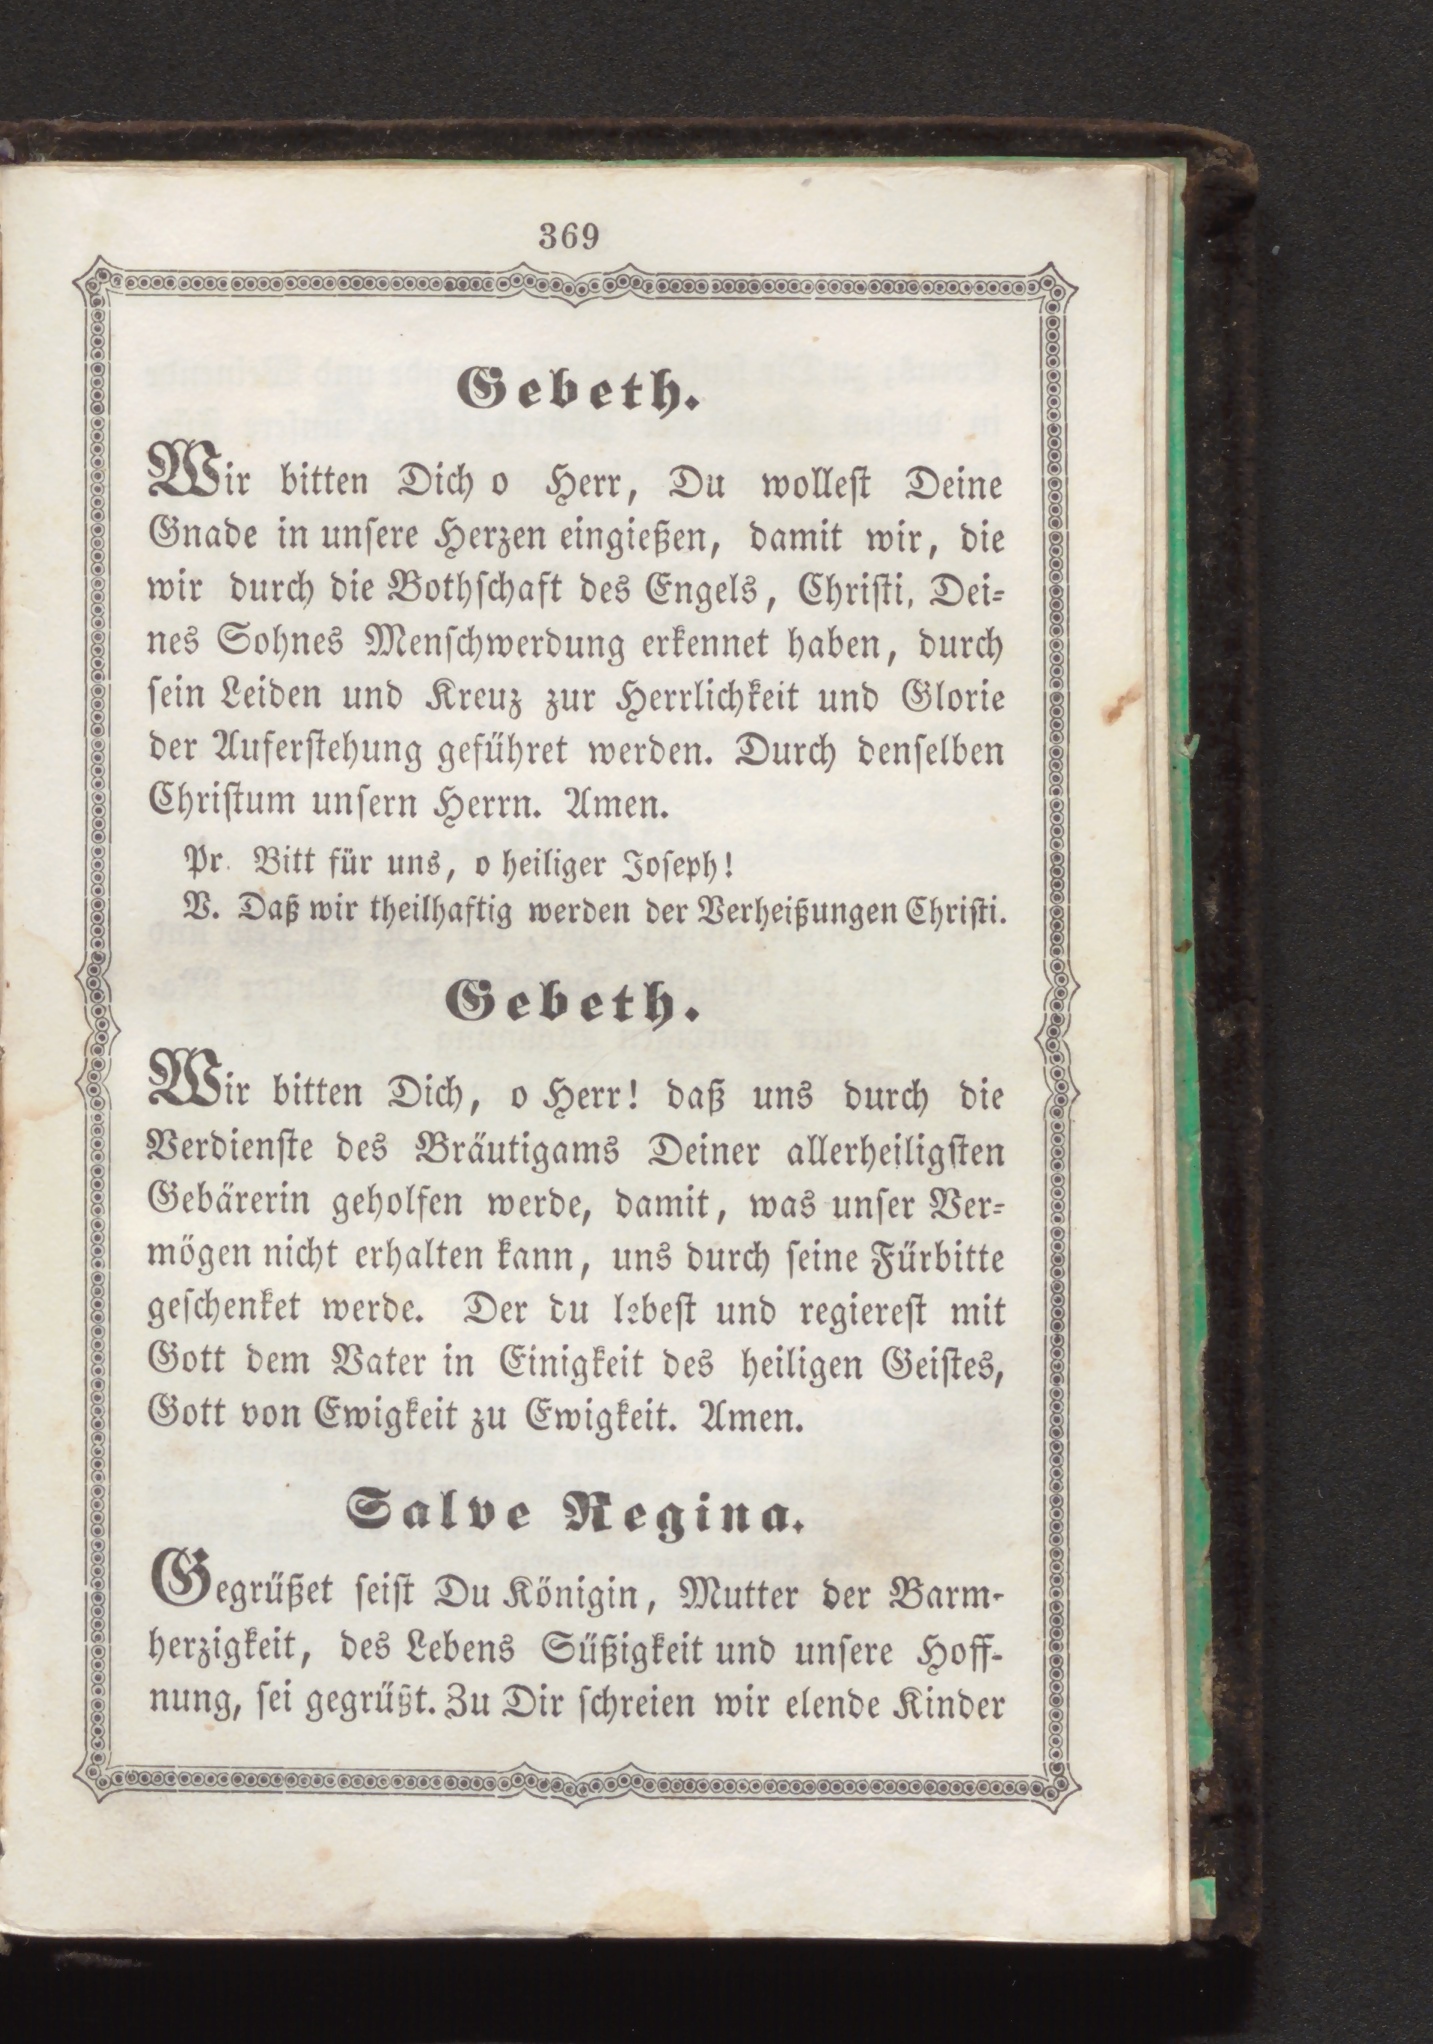 369
Gebeth.
Wir bitten Dich o Herr, Du wollest Deine
Gnade in unsere Herzen eingießen, damit wir, die
wir durch die Bothschaft des Engels, Christi, Dei-
nes Sohnes Menschwerdung erkennet haben, durch
sein Leiden und Kreuz zur Herrlichkeit und Glorie
der Auferstehung geführet werden. Durch denselben
Christum unsern Herrn. Amen.
Pr. Bitt für uns, o heiliger Joseph!
V. Daß wir theilhaftig werden der Verheißungen Christi.
Gebeth.
Wir bitten Dich, o Herr! daß uns durch die
Verdienste des Bräutigams Deiner allerheiligsten
Gebärerin geholfen werde, damit, was unser Ver-
mögen nicht erhalten kann, uns durch seine Fürbitte
geschenket werde. Der du lebest und regierest mit
Gott dem Vater in Einigkeit des heiligen Geistes,
Gott von Ewigkeit zu Ewigkeit. Amen.
Salve Regina.
Gegrüßet seist Du Königin, Mutter der Barm-
herzigkeit, des Lebens Süßigkeit und unsere Hoff-
nung, sei gegrüßt. Zu Dir schreien wir elende Kinder